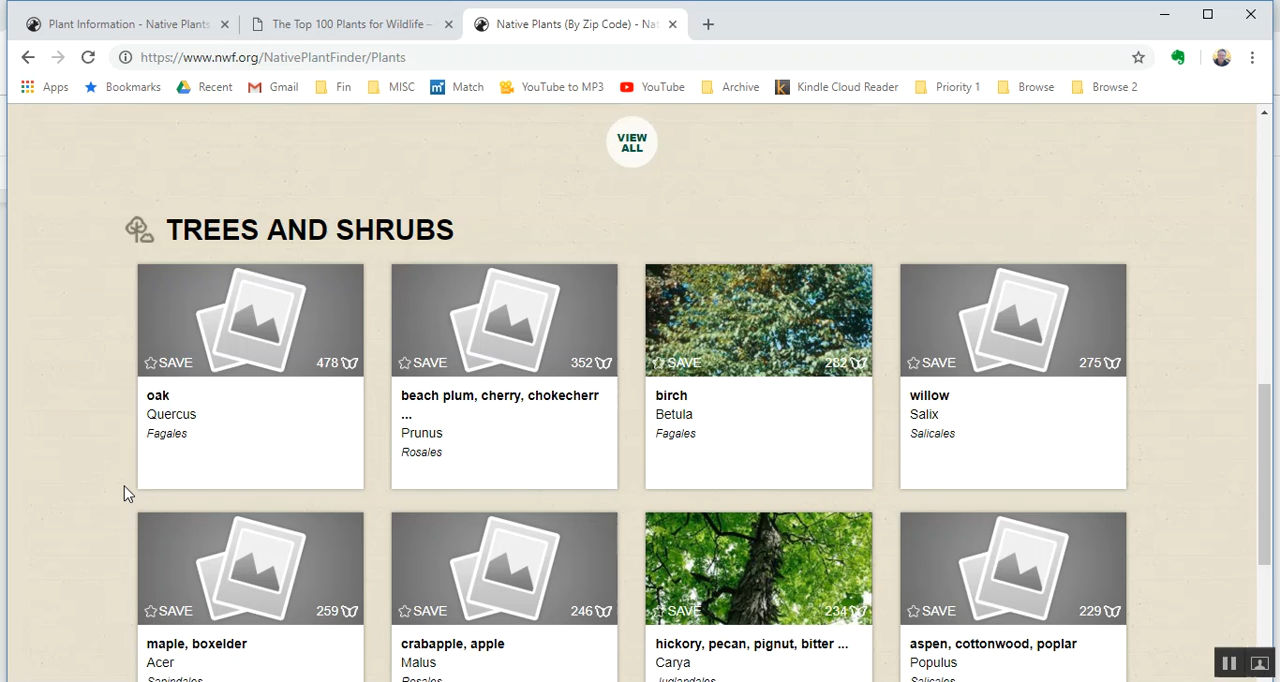 Plant Information - Native Plants
The Top 100 Plants for Wildlife –
Native Plants (By Zip Code) - Nat
https://www.nwf.org/NativePlantFinder/Plants
Apps Bookmarks Recent Gmail Fin MISC Match YouTube to MP3 YouTube Archive Kindle Cloud Reader Priority 1 Browse Browse 2
VIEW
ALL
TREES AND SHRUBS
SAVE 478
oak
Quercus
Fagales
SAVE 352
beach plum, cherry, chokecherr
...
Prunus
Rosales
SAVE 282
birch
Betula
Fagales
SAVE 275
willow
Salix
Salicales
SAVE 259
maple, boxelder
Acer
Sapindales
SAVE 246
crabapple, apple
Malus
Rosales
SAVE 234
hickory, pecan, pignut, bitter ...
Carya
Juglandales
SAVE 229
aspen, cottonwood, poplar
Populus
Salicales